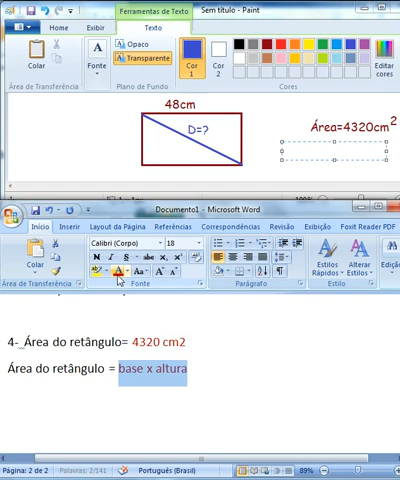 Ferramentas de Texto
Sem título - Paint
Home
Exibir
Texto
Colar
Fonte
Opaco
Transparente
Cor 1
Cor 2
Editar cores
Área de Transferência
Plano de Fundo
Cores
48cm
D=?
Área=4320cm2
Documento1 - Microsoft Word
Início
Inserir
Layout da Página
Referências
Correspondências
Revisão
Exibição
Foxit Reader PDF
Colar
Calibri (Corpo)
18
N I S abc x, x²
Aa
A A
Estilos Rápidos
Alterar Estilos
Edição
Área de Transferência
Fonte
Parágrafo
Estilo
4- Área do retângulo= 4320 cm2
Área do retângulo = base x altura
Página: 2 de 2
Palavras: 2/141
Português (Brasil)
89%